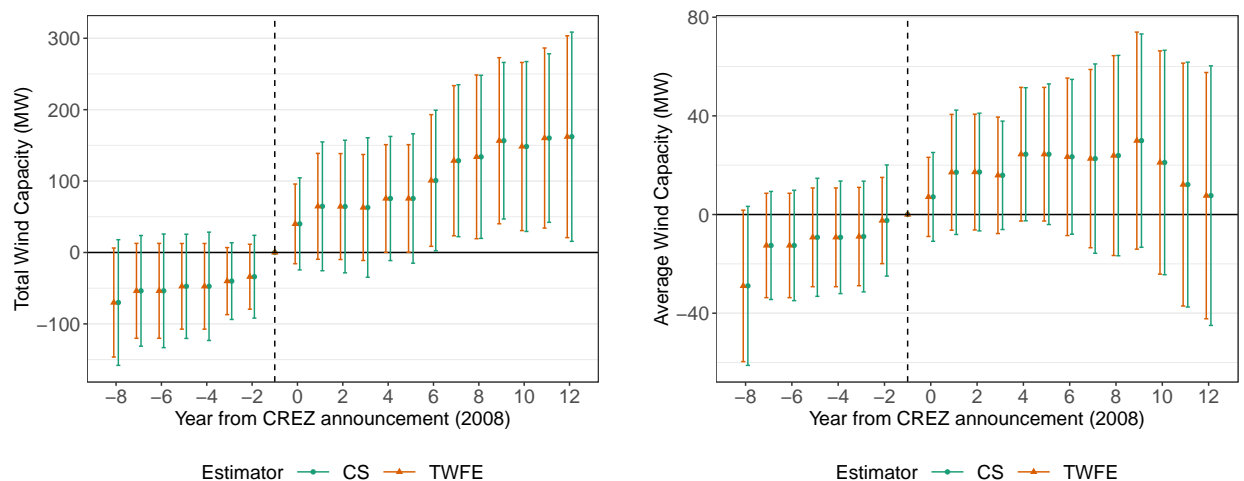 Total Wind Capacity (MW)
300
200
100
0
−100
−8 −6 −4 −2 0 2 4 6 8 10 12
Year from CREZ announcement (2008)
Estimator CS TWFE
Average Wind Capacity (MW)
80
40
0
−40
−8 −6 −4 −2 0 2 4 6 8 10 12
Year from CREZ announcement (2008)
Estimator CS TWFE